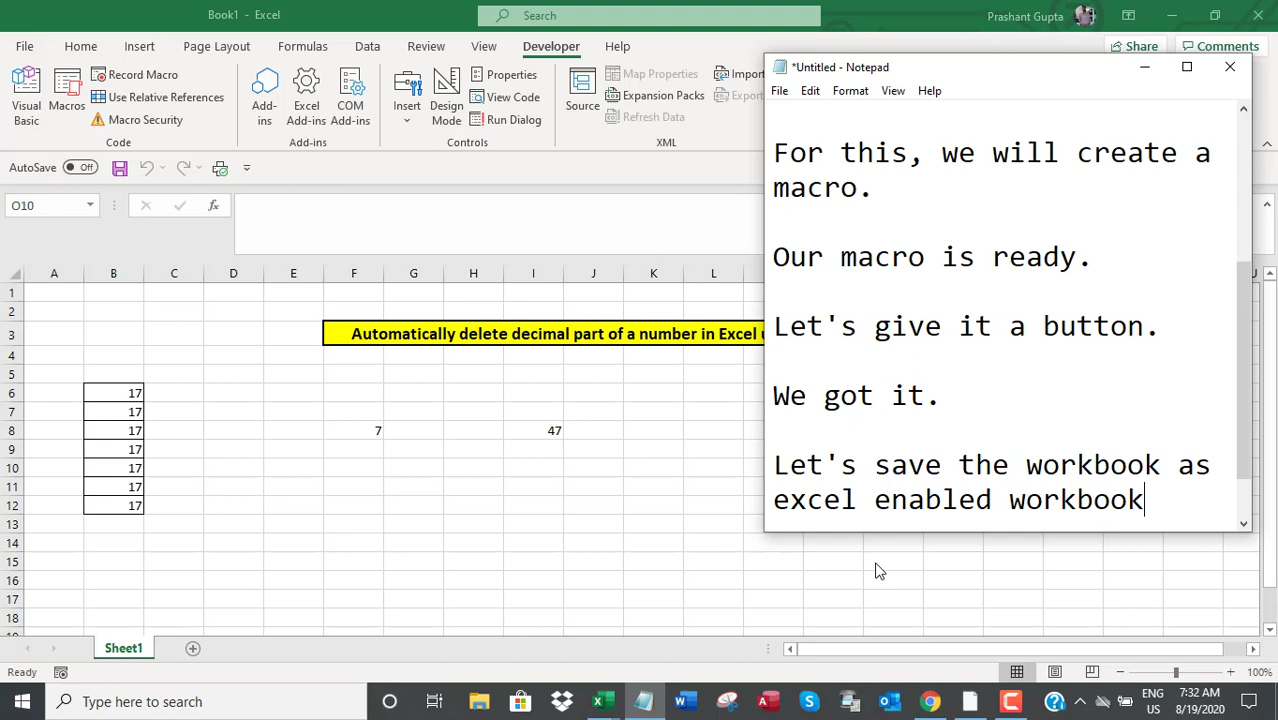 Book1 - Excel
Search
Prashant Gupta
File Home Insert Page Layout Formulas Data Review View Developer Help
Share Comments
Visual Basic
Macros
Record Macro
Use Relative References
Macro Security
Code
Add-ins
Excel Add-ins
COM Add-ins
Add-ins
Insert
Design Mode
Properties
View Code
Run Dialog
Controls
Source
Map Properties
Expansion Packs
Refresh Data
Import
Export
XML
AutoSave Off
O10
fx
*Untitled - Notepad
File Edit Format View Help
For this, we will create a
macro.
Our macro is ready.
Let's give it a button.
We got it.
Let's save the workbook as
excel enabled workbook
A B C D E F G H I J K L
U
1
2
3 Automatically delete decimal part of a number in Excel
4
5
6 17
7 17
8 17 7 47
9 17
10 17
11 17
12 17
13
14
15
16
17
18
Sheet1
Ready
100%
Type here to search
ENG
US
7:32 AM
8/19/2020